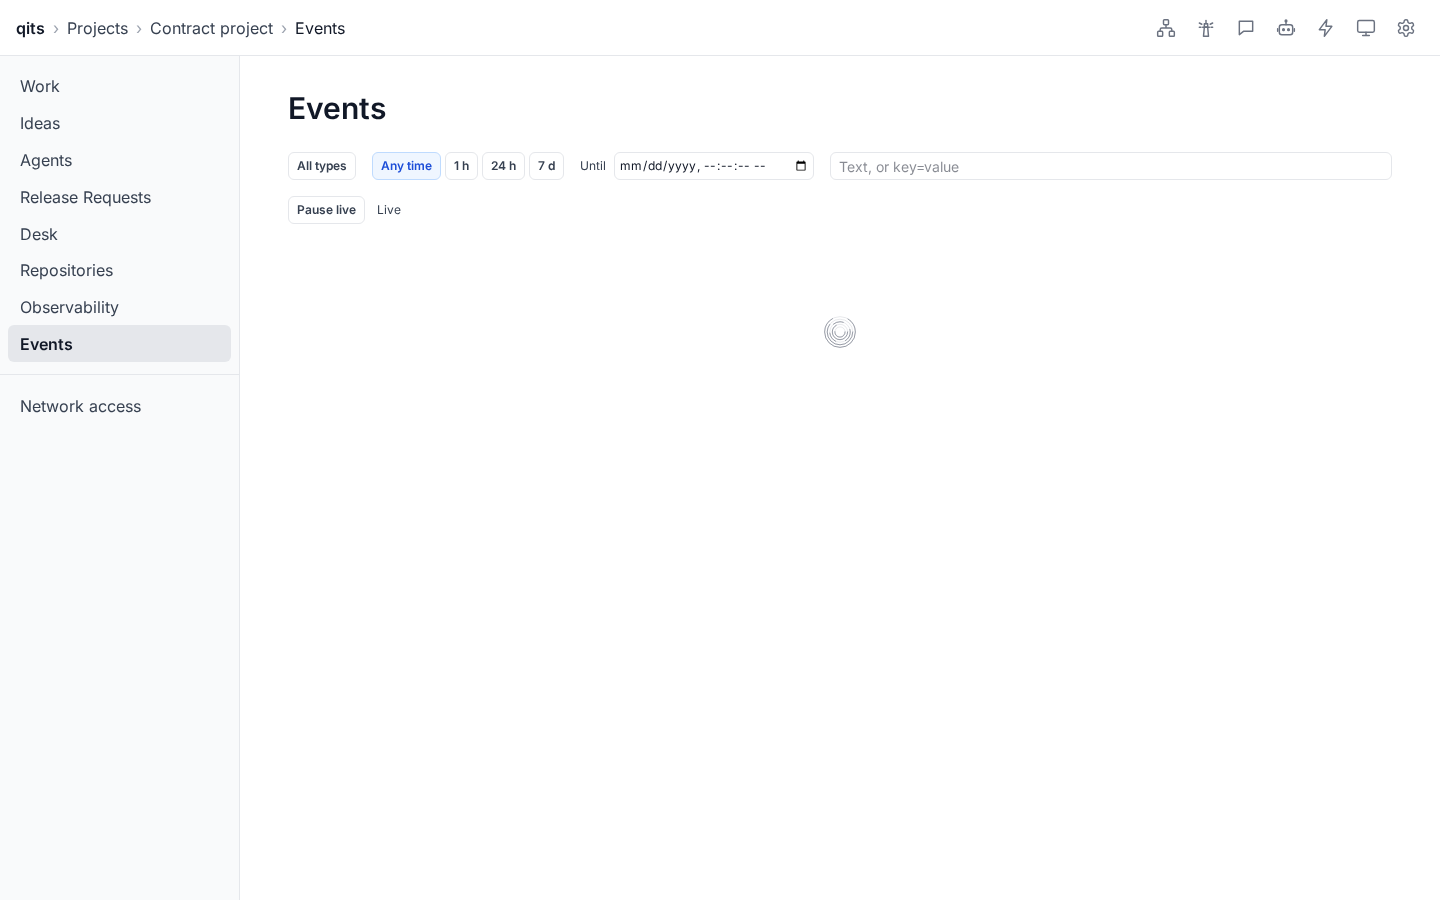 qits › Projects › Contract project › Events
Work
Ideas
Agents
Release Requests
Desk
Repositories
Observability
Events
Network access
Events
All types Any time 1 h 24 h 7 d Until mm/dd/yyyy, --:--:-- -- Text, or key=value
Pause live Live